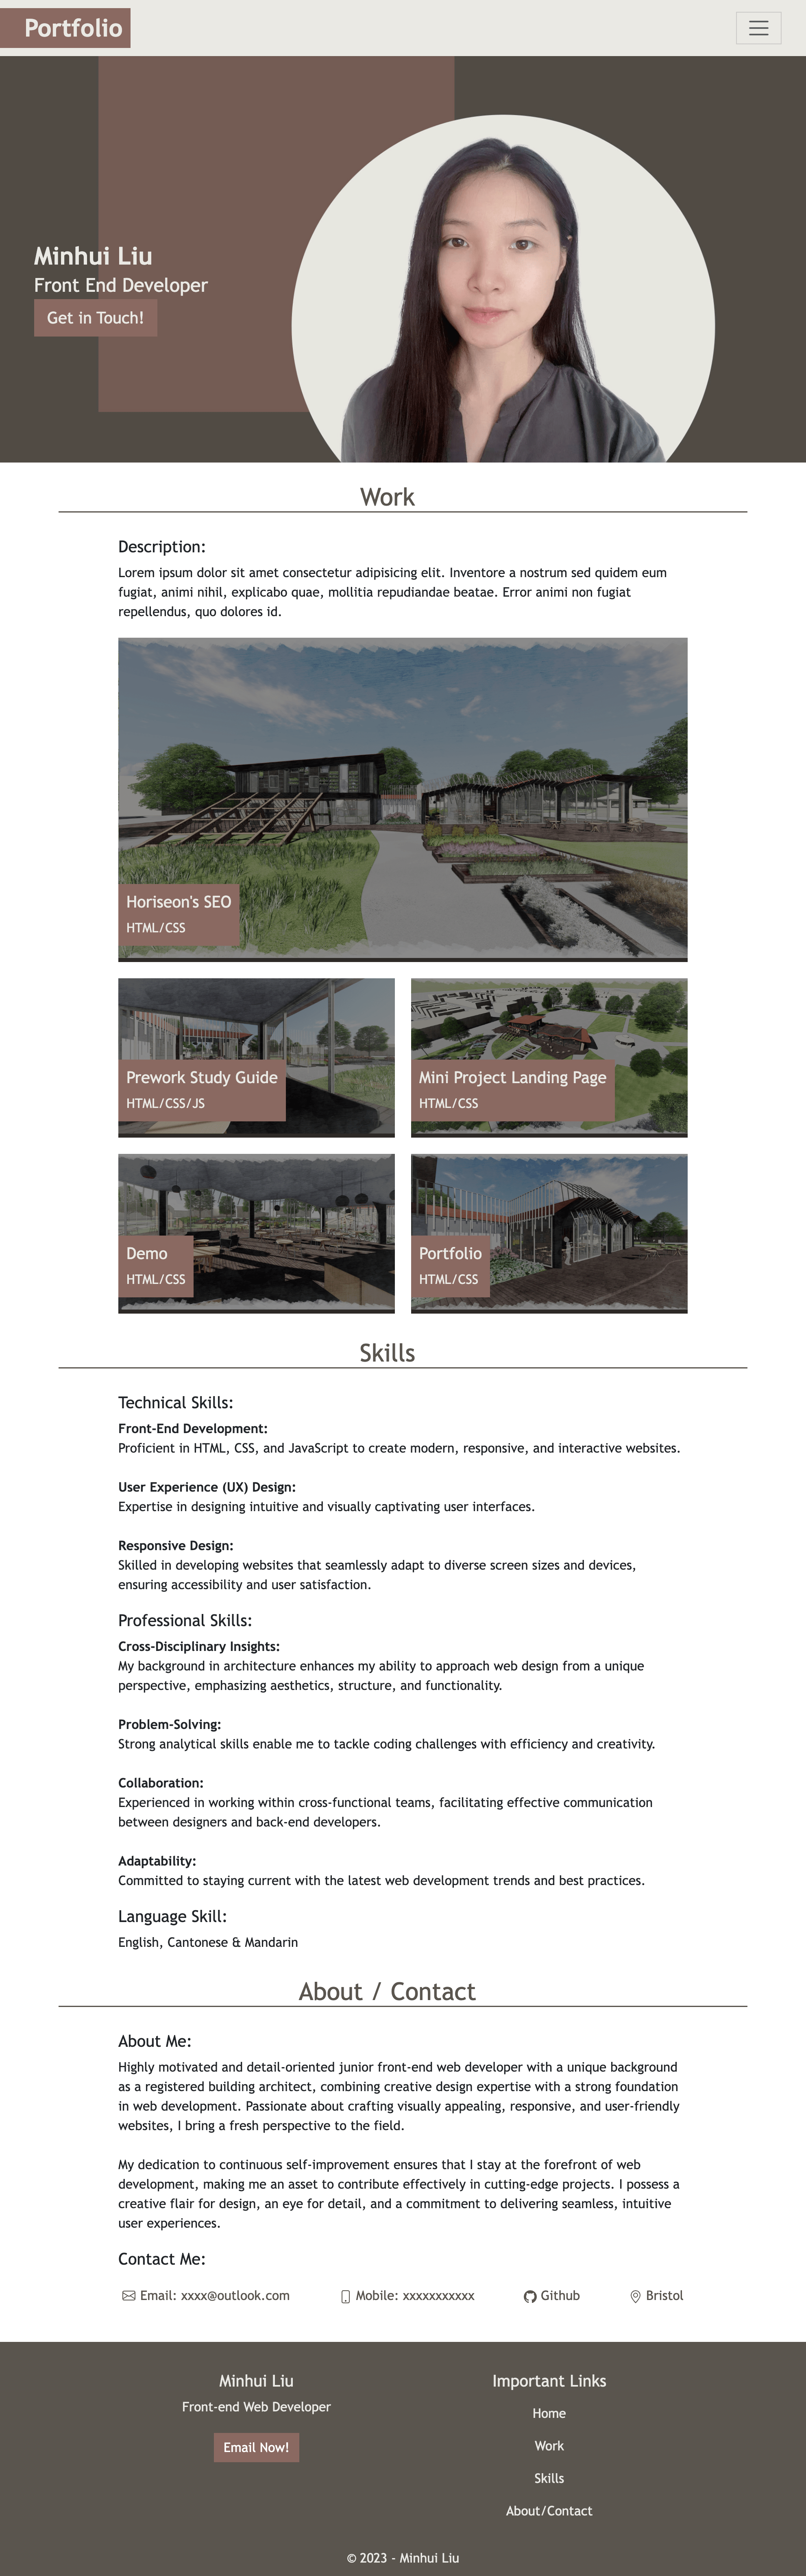 Portfolio
Minhui Liu
Front End Developer
Get in Touch!
Work
Description:
Lorem ipsum dolor sit amet consectetur adipisicing elit. Inventore a nostrum sed quidem eum
fugiat, animi nihil, explicabo quae, mollitia repudiandae beatae. Error animi non fugiat
repellendus, quo dolores id.
Horiseon's SEO
HTML/CSS
Prework Study Guide
HTML/CSS/JS
Mini Project Landing Page
HTML/CSS
Demo
HTML/CSS
Portfolio
HTML/CSS
Skills
Technical Skills:
Front-End Development:
Proficient in HTML, CSS, and JavaScript to create modern, responsive, and interactive websites.
User Experience (UX) Design:
Expertise in designing intuitive and visually captivating user interfaces.
Responsive Design:
Skilled in developing websites that seamlessly adapt to diverse screen sizes and devices,
ensuring accessibility and user satisfaction.
Professional Skills:
Cross-Disciplinary Insights:
My background in architecture enhances my ability to approach web design from a unique
perspective, emphasizing aesthetics, structure, and functionality.
Problem-Solving:
Strong analytical skills enable me to tackle coding challenges with efficiency and creativity.
Collaboration:
Experienced in working within cross-functional teams, facilitating effective communication
between designers and back-end developers.
Adaptability:
Committed to staying current with the latest web development trends and best practices.
Language Skill:
English, Cantonese & Mandarin
About / Contact
About Me:
Highly motivated and detail-oriented junior front-end web developer with a unique background
as a registered building architect, combining creative design expertise with a strong foundation
in web development. Passionate about crafting visually appealing, responsive, and user-friendly
websites, I bring a fresh perspective to the field.
My dedication to continuous self-improvement ensures that I stay at the forefront of web
development, making me an asset to contribute effectively in cutting-edge projects. I possess a
creative flair for design, an eye for detail, and a commitment to delivering seamless, intuitive
user experiences.
Contact Me:
Email: xxxx@outlook.com
Mobile: xxxxxxxxxxx
Github
Bristol
Minhui Liu
Front-end Web Developer
Email Now!
Important Links
Home
Work
Skills
About/Contact
© 2023 - Minhui Liu